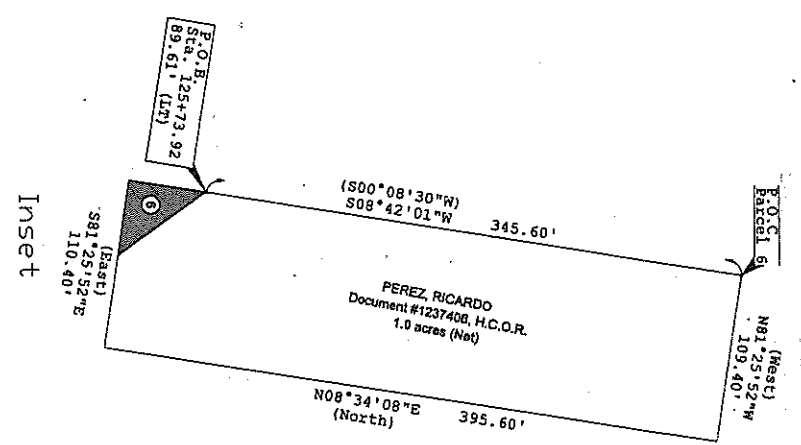 P.O.B.
Sta. 125+73.92
89.61' (LT)
P.O.C
Parcel 6
(S00°08'30"W)
S08°42'01"W 345.60'
(West)
N81°25'52"W
109.40'
PEREZ, RICARDO
Document #1237406, H.C.O.R.
1.0 acres (Net)
6
(East)
S81°25'52"E
110.40'
N08°34'08"E 395.60'
(North)
Inset